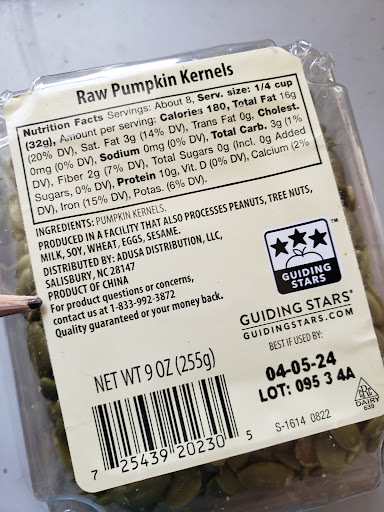 Raw Pumpkin Kernels
Nutrition Facts Servings: About 8, Serv. size: 1/4 cup
(32g), Amount per serving: Calories 180, Total Fat 16g
(20% DV), Sat. Fat 3g (14% DV), Trans Fat 0g, Cholest.
0mg (0% DV), Sodium 0mg (0% DV), Total Carb. 3g (1%
DV), Fiber 2g (7% DV), Total Sugars 0g (Incl. 0g Added
Sugars, 0% DV), Protein 10g, Vit. D (0% DV), Calcium (2%
DV), Iron (15% DV), Potas. (6% DV).
INGREDIENTS: PUMPKIN KERNELS.
PRODUCED IN A FACILITY THAT ALSO PROCESSES PEANUTS, TREE NUTS,
MILK, SOY, WHEAT, EGGS, SESAME.
DISTRIBUTED BY: ADUSA DISTRIBUTION, LLC,
SALISBURY, NC 28147
PRODUCT OF CHINA
For product questions or concerns,
contact us at 1-833-992-3872
Quality guaranteed or your money back.
GUIDING
STARS
TM
GUIDING STARS®
GUIDINGSTARS.COM
BEST IF USED BY:
04-05-24
LOT: 095 3 4A
NET WT 9 OZ (255g)
7 25439 20230 5
S-1614 0822
DAIRY
639